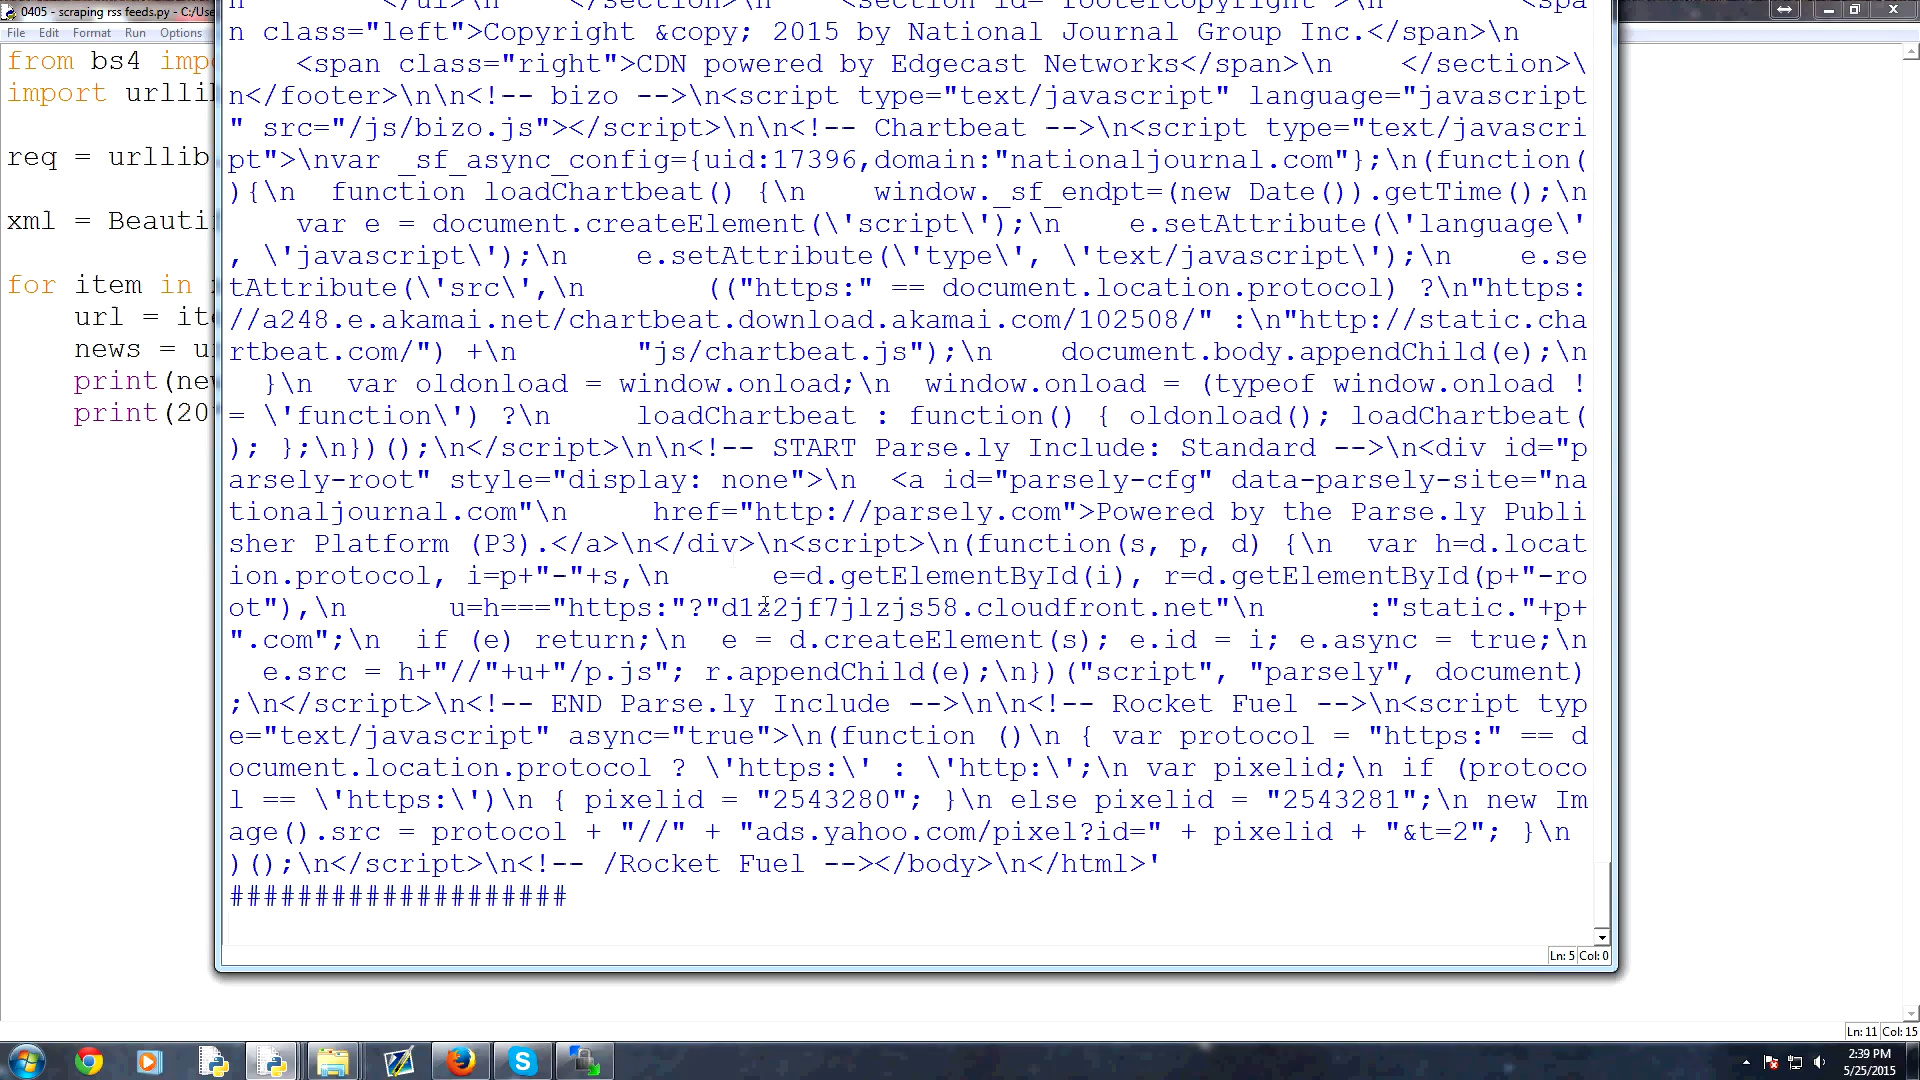 0405 - scraping rss feeds.py - C:/Use
File Edit Format Run Options
from bs4 imp
import urlli
req = urllib
xml = Beauti
for item in
url = ite
news = u
print(new
print(20
\n </ul>\n </section>\n <section id="footerCopyright">\n <spa
n class="left">Copyright &copy; 2015 by National Journal Group Inc.</span>\n
<span class="right">CDN powered by Edgecast Networks</span>\n </section>\
n</footer>\n\n<!-- bizo -->\n<script type="text/javascript" language="javascript
" src="/js/bizo.js"></script>\n\n<!-- Chartbeat -->\n<script type="text/javascri
pt">\nvar _sf_async_config={uid:17396,domain:"nationaljournal.com"};\n(function(
){\n function loadChartbeat() {\n window._sf_endpt=(new Date()).getTime();\n
var e = document.createElement(\'script\');\n e.setAttribute(\'language\'
, \'javascript\');\n e.setAttribute(\'type\', \'text/javascript\');\n e.se
tAttribute(\'src\',\n (("https:" == document.location.protocol) ?\n"https:
//a248.e.akamai.net/chartbeat.download.akamai.com/102508/" :\n"http://static.cha
rtbeat.com/") +\n "js/chartbeat.js");\n document.body.appendChild(e);\n
}\n var oldonload = window.onload;\n window.onload = (typeof window.onload !
= \'function\') ?\n loadChartbeat : function() { oldonload(); loadChartbeat(
); };\n})();\n</script>\n\n<!-- START Parse.ly Include: Standard -->\n<div id="p
arsely-root" style="display: none">\n <a id="parsely-cfg" data-parsely-site="na
tionaljournal.com"\n href="http://parsely.com">Powered by the Parse.ly Publi
sher Platform (P3).</a>\n</div>\n<script>\n(function(s, p, d) {\n var h=d.locat
ion.protocol, i=p+"-"+s,\n e=d.getElementById(i), r=d.getElementById(p+"-ro
ot"),\n u=h==="https:"?"d1z2jf7jlzjs58.cloudfront.net"\n :"static."+p+
".com";\n if (e) return;\n e = d.createElement(s); e.id = i; e.async = true;\n
e.src = h+"//"+u+"/p.js"; r.appendChild(e);\n})("script", "parsely", document)
;\n</script>\n<!-- END Parse.ly Include -->\n\n<!-- Rocket Fuel -->\n<script typ
e="text/javascript" async="true">\n(function ()\n { var protocol = "https:" == d
ocument.location.protocol ? \'https:\' : \'http:\';\n var pixelid;\n if (protoco
l == \'https:\')\n { pixelid = "2543280"; }\n else pixelid = "2543281";\n new Im
age().src = protocol + "//" + "ads.yahoo.com/pixel?id=" + pixelid + "&t=2"; }\n
)();\n</script>\n<!-- /Rocket Fuel --></body>\n</html>'
####################
Ln: 5 Col: 0
Ln: 11 Col: 15
2:39 PM
5/25/2015